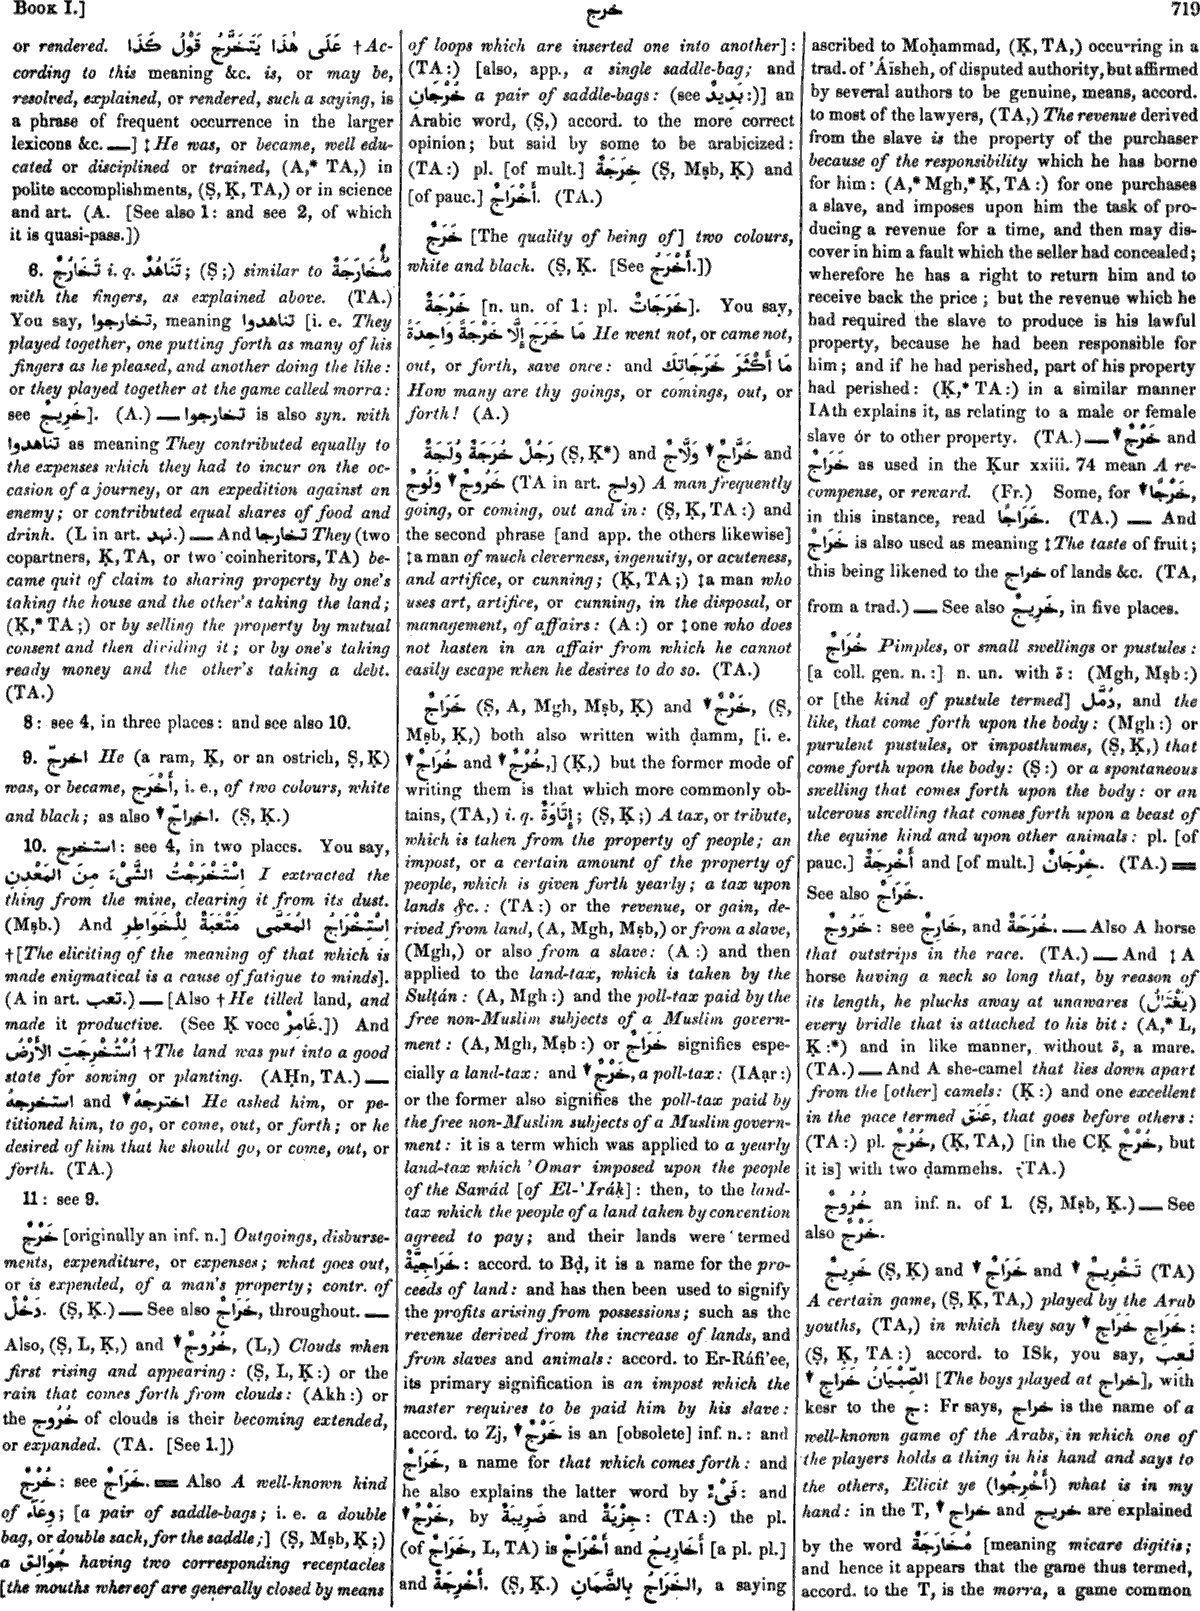 BOOK I.]
خرج
719
or rendered. عَلَى هٰذَا يَتَخَرَّجُ قَوْلُ كَذَا † Ac-
cording to this meaning &c. is, or may be,
resolved, explained, or rendered, such a saying, is
a phrase of frequent occurrence in the larger
lexicons &c. —] ‡ He was, or became, well edu-
cated or disciplined or trained, (A,* TA,) in
polite accomplishments, (Ṣ, Ḳ, TA,) or in science
and art. (A. [See also 1: and see 2, of which
it is quasi-pass.])
6. تَخَارُجٌ i. q. تَنَاهُدٌ; (Ṣ;) similar to مُخَارَجَةٌ
with the fingers, as explained above. (TA.)
You say, تخارجوا, meaning تناهدوا [i. e. They
played together, one putting forth as many of his
fingers as he pleased, and another doing the like:
or they played together at the game called morra:
see خَرِيجٌ]. (A.) — تخارجوا is also syn. with
تناهدوا as meaning They contributed equally to
the expenses which they had to incur on the oc-
casion of a journey, or an expedition against an
enemy; or contributed equal shares of food and
drink. (L in art. نهد.) — And تخارجا They (two
copartners, Ḳ, TA, or two coinheritors, TA) be-
came quit of claim to sharing property by one's
taking the house and the other's taking the land;
(Ḳ,* TA;) or by selling the property by mutual
consent and then dividing it; or by one's taking
ready money and the other's taking a debt.
(TA.)
8: see 4, in three places: and see also 10.
9. اخرجّ He (a ram, Ḳ, or an ostrich, Ṣ, Ḳ)
was, or became, أَخْرَج, i. e., of two colours, white
and black; as also ▾ اخراجّ. (Ṣ, Ḳ.)
10. استخرج: see 4, in two places. You say,
اِسْتَخْرَجْتُ الشَّىْءَ مِنَ المَعْدِنِ I extracted the
thing from the mine, clearing it from its dust.
(Mṣb.) And اِسْتِخْرَاجُ المُعَمَّى مَتْعَبَةٌ لِلْخَوَاطِرِ
†[The eliciting of the meaning of that which is
made enigmatical is a cause of fatigue to minds].
(A in art. تعب.) — [Also † He tilled land, and
made it productive. (See Ḳ voce غَامِرٌ.]) And
اُسْتُخْرِجَتِ الأَرْضُ † The land was put into a good
state for sowing or planting. (AḤn, TA.) —
استخرجه and ▾ اخترجهُ He asked him, or pe-
titioned him, to go, or come, out, or forth; or he
desired of him that he should go, or come, out, or
forth. (TA.)
11: see 9.
خَرْجٌ [originally an inf. n.] Outgoings, disburse-
ments, expenditure, or expenses; what goes out,
or is expended, of a man's property; contr. of
دَخْلٌ. (Ṣ, Ḳ.) — See also خَرَاجٌ, throughout. —
Also, (Ṣ, L, Ḳ,) and ▾ خُرُوجٌ, (L,) Clouds when
first rising and appearing: (Ṣ, L, Ḳ:) or the
rain that comes forth from clouds: (Akh:) or
the خُرُوج of clouds is their becoming extended,
or expanded. (TA. [See 1.])
خُرْجٌ: see خَرَاجٌ. = Also A well-known kind
of وِعَآء; [a pair of saddle-bags; i. e. a double
bag, or double sack, for the saddle;] (Ṣ, Mṣb, Ḳ;)
a جُوَالِق having two corresponding receptacles
[the mouths whereof are generally closed by means
of loops which are inserted one into another]:
(TA:) [also, app., a single saddle-bag; and
خُرْجَانِ a pair of saddle-bags: (see بَدِيدٌ:)] an
Arabic word, (Ṣ,) accord. to the more correct
opinion; but said by some to be arabicized:
(TA:) pl. [of mult.] خِرَجَةٌ (Ṣ, Mṣb, Ḳ) and
[of pauc.] أَخْرَاجٌ. (TA.)
خَرَجٌ [The quality of being of] two colours,
white and black. (Ṣ, Ḳ. [See أَخْرَجُ.])
خَرْجَةٌ [n. un. of 1: pl. خَرَجَاتٌ]. You say,
مَا خَرَجَ إِلَّا خَرْجَةً وَاحِدَةً He went not, or came not,
out, or forth, save once: and مَا أَكْثَرَ خَرَجَاتِكَ
How many are thy goings, or comings, out, or
forth! (A.)
رَجُلٌ خُرَجَةٌ وُلَجَةٌ (Ṣ, Ḳ*) and ▾ خَرَّاجٌ وَلَّاجٌ and
▾ خَرُوجٌ وَلُوجٌ (TA in art. ولج) A man frequently
going, or coming, out and in: (Ṣ, Ḳ, TA:) and
the second phrase [and app. the others likewise]
‡ a man of much cleverness, ingenuity, or acuteness,
and artifice, or cunning; (Ḳ, TA;) ‡ a man who
uses art, artifice, or cunning, in the disposal, or
management, of affairs: (A:) or ‡ one who does
not hasten in an affair from which he cannot
easily escape when he desires to do so. (TA.)
خَرَاجٌ (Ṣ, A, Mgh, Mṣb, Ḳ) and ▾ خَرْجٌ, (Ṣ,
Mṣb, Ḳ,) both also written with ḍamm, [i. e.
▾ خُرَاجٌ and ▾ خُرْجٌ,] (Ḳ,) but the former mode of
writing them is that which more commonly ob-
tains, (TA,) i. q. إِتَاوَةٌ; (Ṣ, Ḳ;) A tax, or tribute,
which is taken from the property of people; an
impost, or a certain amount of the property of
people, which is given forth yearly; a tax upon
lands &c.: (TA:) or the revenue, or gain, de-
rived from land, (A, Mgh, Mṣb,) or from a slave,
(Mgh,) or also from a slave: (A:) and then
applied to the land-tax, which is taken by the
Sulṭán: (A, Mgh:) and the poll-tax paid by the
free non-Muslim subjects of a Muslim govern-
ment: (A, Mgh, Mṣb:) or خَرَاجٌ signifies espe-
cially a land-tax: and ▾ خَرْجٌ, a poll-tax: (IAạr:)
or the former also signifies the poll-tax paid by
the free non-Muslim subjects of a Muslim govern-
ment: it is a term which was applied to a yearly
land-tax which 'Omar imposed upon the people
of the Sawád [of El-'Iráḳ]: then, to the land-
tax which the people of a land taken by convention
agreed to pay; and their lands were termed
خَرَاجِيَّةٌ: accord. to Bḍ, it is a name for the pro-
ceeds of land: and has then been used to signify
the profits arising from possessions; such as the
revenue derived from the increase of lands, and
from slaves and animals: accord. to Er-Ráfi'ee,
its primary signification is an impost which the
master requires to be paid him by his slave:
accord. to Zj, ▾ خَرْجٌ is an [obsolete] inf. n.: and
خَرَاجٌ, a name for that which comes forth: and
he also explains the latter word by فَىْءٌ: and
▾ خَرْجٌ, by ضَرِيبَةٌ and جِزْيَةٌ: (TA:) the pl.
(of خَرَاجٌ, L, TA) is أَخْرَاجٌ and أَخَارِيجُ [a pl. pl.]
and أَخْرِجَةٌ. (Ṣ, Ḳ.) الخَرَاجُ بِالضَّمَانِ, a saying
ascribed to Moḥammad, (Ḳ, TA,) occurring in a
trad. of 'Áïsheh, of disputed authority, but affirmed
by several authors to be genuine, means, accord.
to most of the lawyers, (TA,) The revenue derived
from the slave is the property of the purchaser
because of the responsibility which he has borne
for him: (A,* Mgh,* Ḳ, TA:) for one purchases
a slave, and imposes upon him the task of pro-
ducing a revenue for a time, and then may dis-
cover in him a fault which the seller had concealed;
wherefore he has a right to return him and to
receive back the price; but the revenue which he
had required the slave to produce is his lawful
property, because he had been responsible for
him; and if he had perished, part of his property
had perished: (Ḳ,* TA:) in a similar manner
IAth explains it, as relating to a male or female
slave or to other property. (TA.) — ▾ خَرْجٌ and
خَرَاجٌ as used in the Ḳur xxiii. 74 mean A re-
compense, or reward. (Fr.) Some, for ▾ خَرْجًا,
in this instance, read خَرَاجًا. (TA.) — And
خَرَاجٌ is also used as meaning ‡ The taste of fruit;
this being likened to the خراج of lands &c. (TA,
from a trad.) — See also خَرِيجٌ, in five places.
خُرَاجٌ Pimples, or small swellings or pustules:
[a coll. gen. n.:] n. un. with ة: (Mgh, Mṣb:)
or [the kind of pustule termed] دُمَّل, and the
like, that come forth upon the body: (Mgh:) or
purulent pustules, or imposthumes, (Ṣ, Ḳ,) that
come forth upon the body: (Ṣ:) or a spontaneous
swelling that comes forth upon the body: or an
ulcerous swelling that comes forth upon a beast of
the equine kind and upon other animals: pl. [of
pauc.] أَخْرِجَةٌ and [of mult.] خِرْجَانٌ. (TA.) =
See also خَرَاجٌ.
خَرُوجٌ: see خَارِجٌ, and خُرَجَةٌ. — Also A horse
that outstrips in the race. (TA.) — And ‡ A
horse having a neck so long that, by reason of
its length, he plucks away at unawares (يَغْتَالُ)
every bridle that is attached to his bit: (A,* L,
Ḳ:*) and in like manner, without ة, a mare.
(TA.) — And A she-camel that lies down apart
from the [other] camels: (Ḳ:) and one excellent
in the pace termed عَنَق, that goes before others:
(TA:) pl. خُرُجٌ, (Ḳ, TA,) [in the CḲ خُرْجٌ, but
it is] with two ḍammehs. (TA.)
خُرُوجٌ an inf. n. of 1. (Ṣ, Mṣb, Ḳ.) — See
also خَرْجٌ.
خَرِيجٌ (Ṣ, Ḳ) and ▾ خَرَاجٌ and ▾ تَخْرِيجٌ (TA)
A certain game, (Ṣ, Ḳ, TA,) played by the Arab
youths, (TA,) in which they say ▾ خَرَاجِ خَرَاجِ:
(Ṣ, Ḳ, TA:) accord. to ISk, you say, لَعِبَ
▾ الصِّبْيَانُ خَرَاجِ [The boys played at خراج], with
kesr to the ج: Fr says, خراج is the name of a
well-known game of the Arabs, in which one of
the players holds a thing in his hand and says to
the others, Elicit ye (أَخْرِجُوا) what is in my
hand: in the T, ▾ خراج and خريج are explained
by the word مُخَارَجَةٌ [meaning micare digitis;
and hence it appears that the game thus termed,
accord. to the T, is the morra, a game common